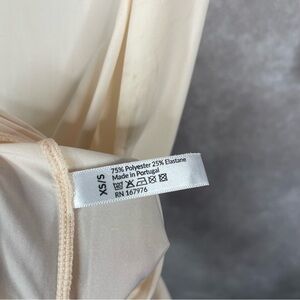 XS/S
75% Polyester 25% Elastane
Made in Portugal
RN 167976